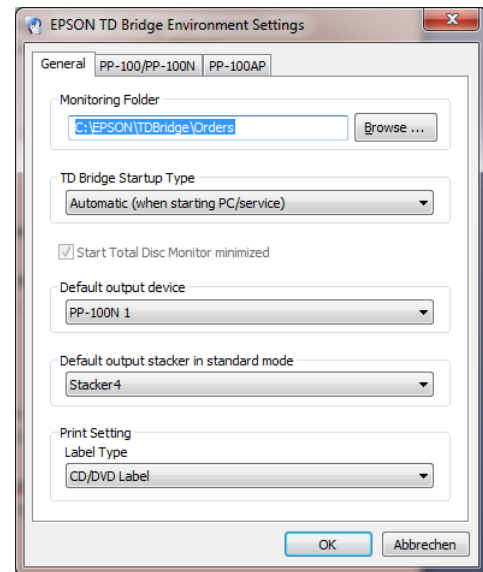 EPSON TD Bridge Environment Settings
General PP-100/PP-100N PP-100AP
Monitoring Folder
C:\EPSON\TDBridge\Orders Browse ...
TD Bridge Startup Type
Automatic (when starting PC/service)
Start Total Disc Monitor minimized
Default output device
PP-100N 1
Default output stacker in standard mode
Stacker4
Print Setting
Label Type
CD/DVD Label
OK Abbrechen